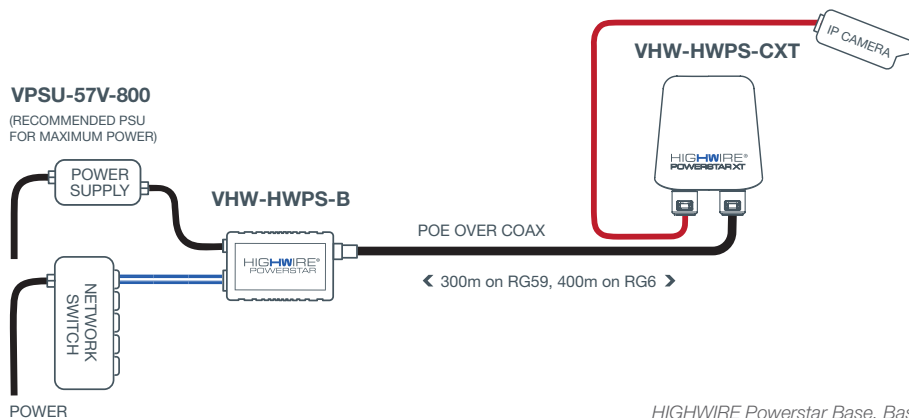 VPSU-57V-800
(RECOMMENDED PSU
FOR MAXIMUM POWER)
POWER
SUPPLY
VHW-HWPS-B
HIGHWIRE®
POWERSTAR
NETWORK
SWITCH
POWER
POE OVER COAX
< 300m on RG59, 400m on RG6 >
VHW-HWPS-CXT
HIGHWIRE®
POWERSTAR XT
IP CAMERA
HIGHWIRE Powerstar Base, Bas